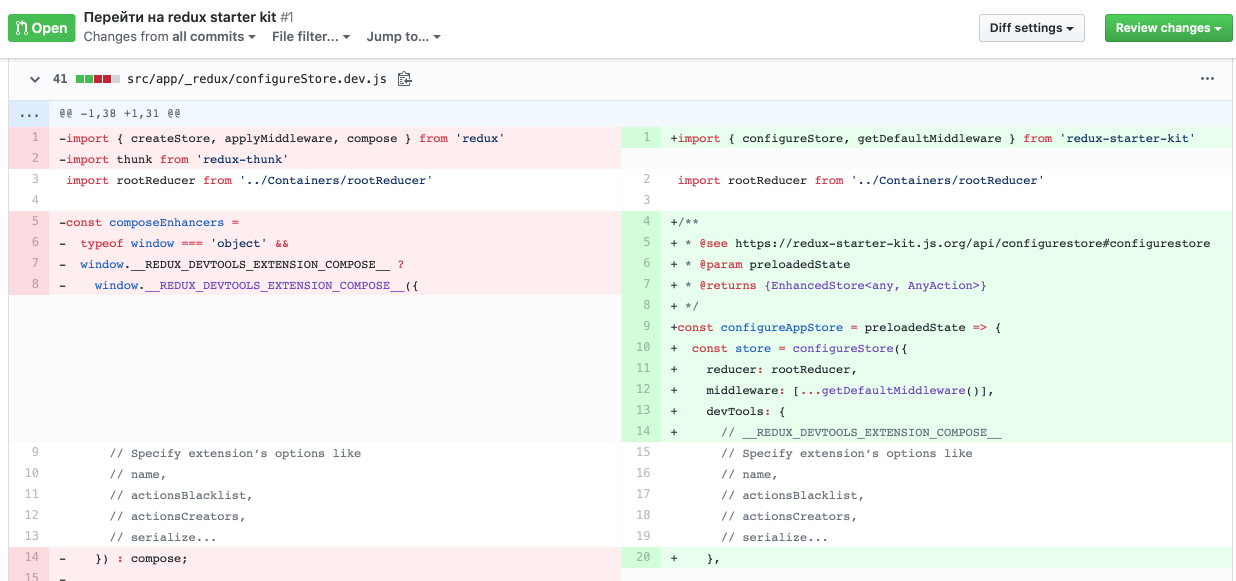 Open
Перейти на redux starter kit #1
Changes from all commits File filter... Jump to...
Diff settings
Review changes
41 src/app/_redux/configureStore.dev.js
... @@ -1,38 +1,31 @@
1 -import { createStore, applyMiddleware, compose } from 'redux'
2 -import thunk from 'redux-thunk'
3 import rootReducer from '../Containers/rootReducer'
4
5 -const composeEnhancers =
6 - typeof window === 'object' &&
7 - window.__REDUX_DEVTOOLS_EXTENSION_COMPOSE__ ?
8 - window.__REDUX_DEVTOOLS_EXTENSION_COMPOSE__({
9 // Specify extension’s options like
10 // name,
11 // actionsBlacklist,
12 // actionsCreators,
13 // serialize...
14 - }) : compose;
15 -
1 +import { configureStore, getDefaultMiddleware } from 'redux-starter-kit'
2 import rootReducer from '../Containers/rootReducer'
3
4 +/**
5 + * @see https://redux-starter-kit.js.org/api/configurestore#configurestore
6 + * @param preloadedState
7 + * @returns {EnhancedStore<any, AnyAction>}
8 + */
9 +const configureAppStore = preloadedState => {
10 + const store = configureStore({
11 + reducer: rootReducer,
12 + middleware: [...getDefaultMiddleware()],
13 + devTools: {
14 + // __REDUX_DEVTOOLS_EXTENSION_COMPOSE__
15 // Specify extension’s options like
16 // name,
17 // actionsBlacklist,
18 // actionsCreators,
19 // serialize...
20 + },